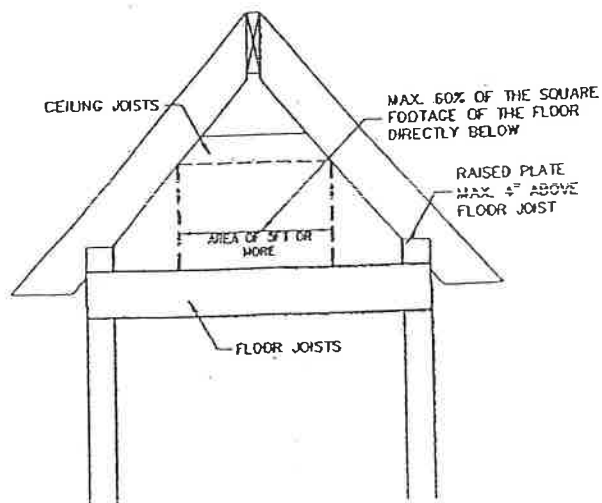 CEILING JOISTS
MAX. 60% OF THE SQUARE
FOOTAGE OF THE FLOOR
DIRECTLY BELOW
RAISED PLATE
MAX. 4" ABOVE
FLOOR JOIST
AREA OF 5FT OR
MORE
FLOOR JOISTS